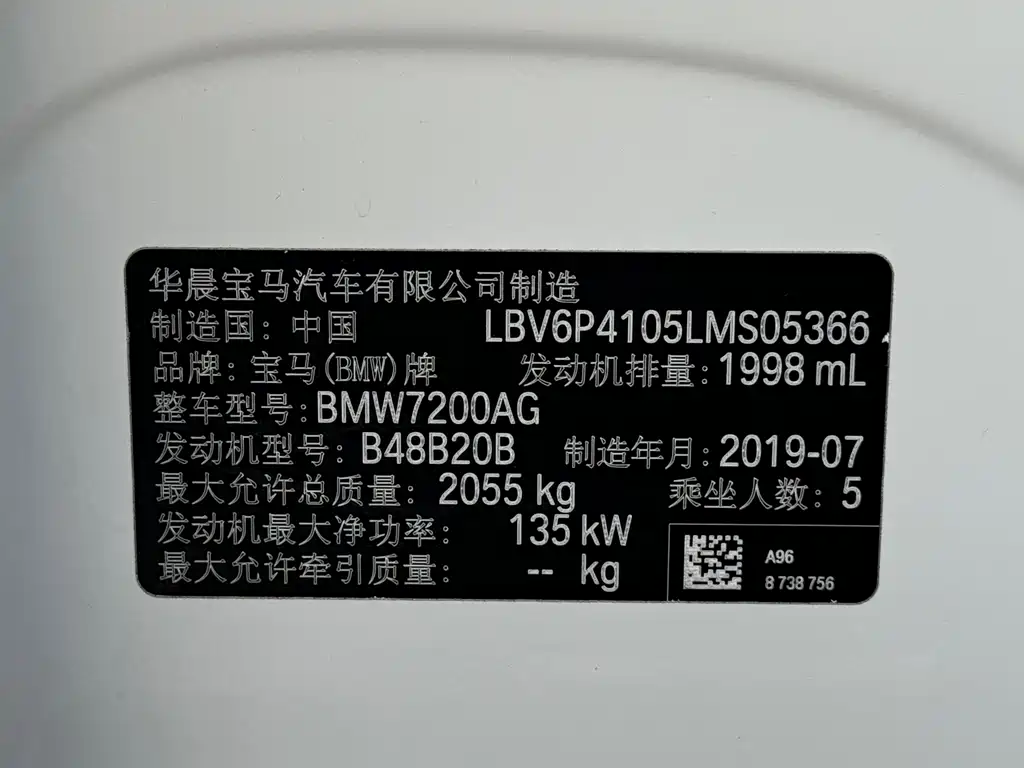 华晨宝马汽车有限公司制造
制造国：中国 LBV6P4105LMS05366
品牌：宝马(BMW)牌 发动机排量：1998 mL
整车型号：BMW7200AG
发动机型号：B48B20B 制造年月：2019-07
最大允许总质量：2055 kg 乘坐人数：5
发动机最大净功率：135 kW
最大允许牵引质量：-- kg
A96
8 738 756